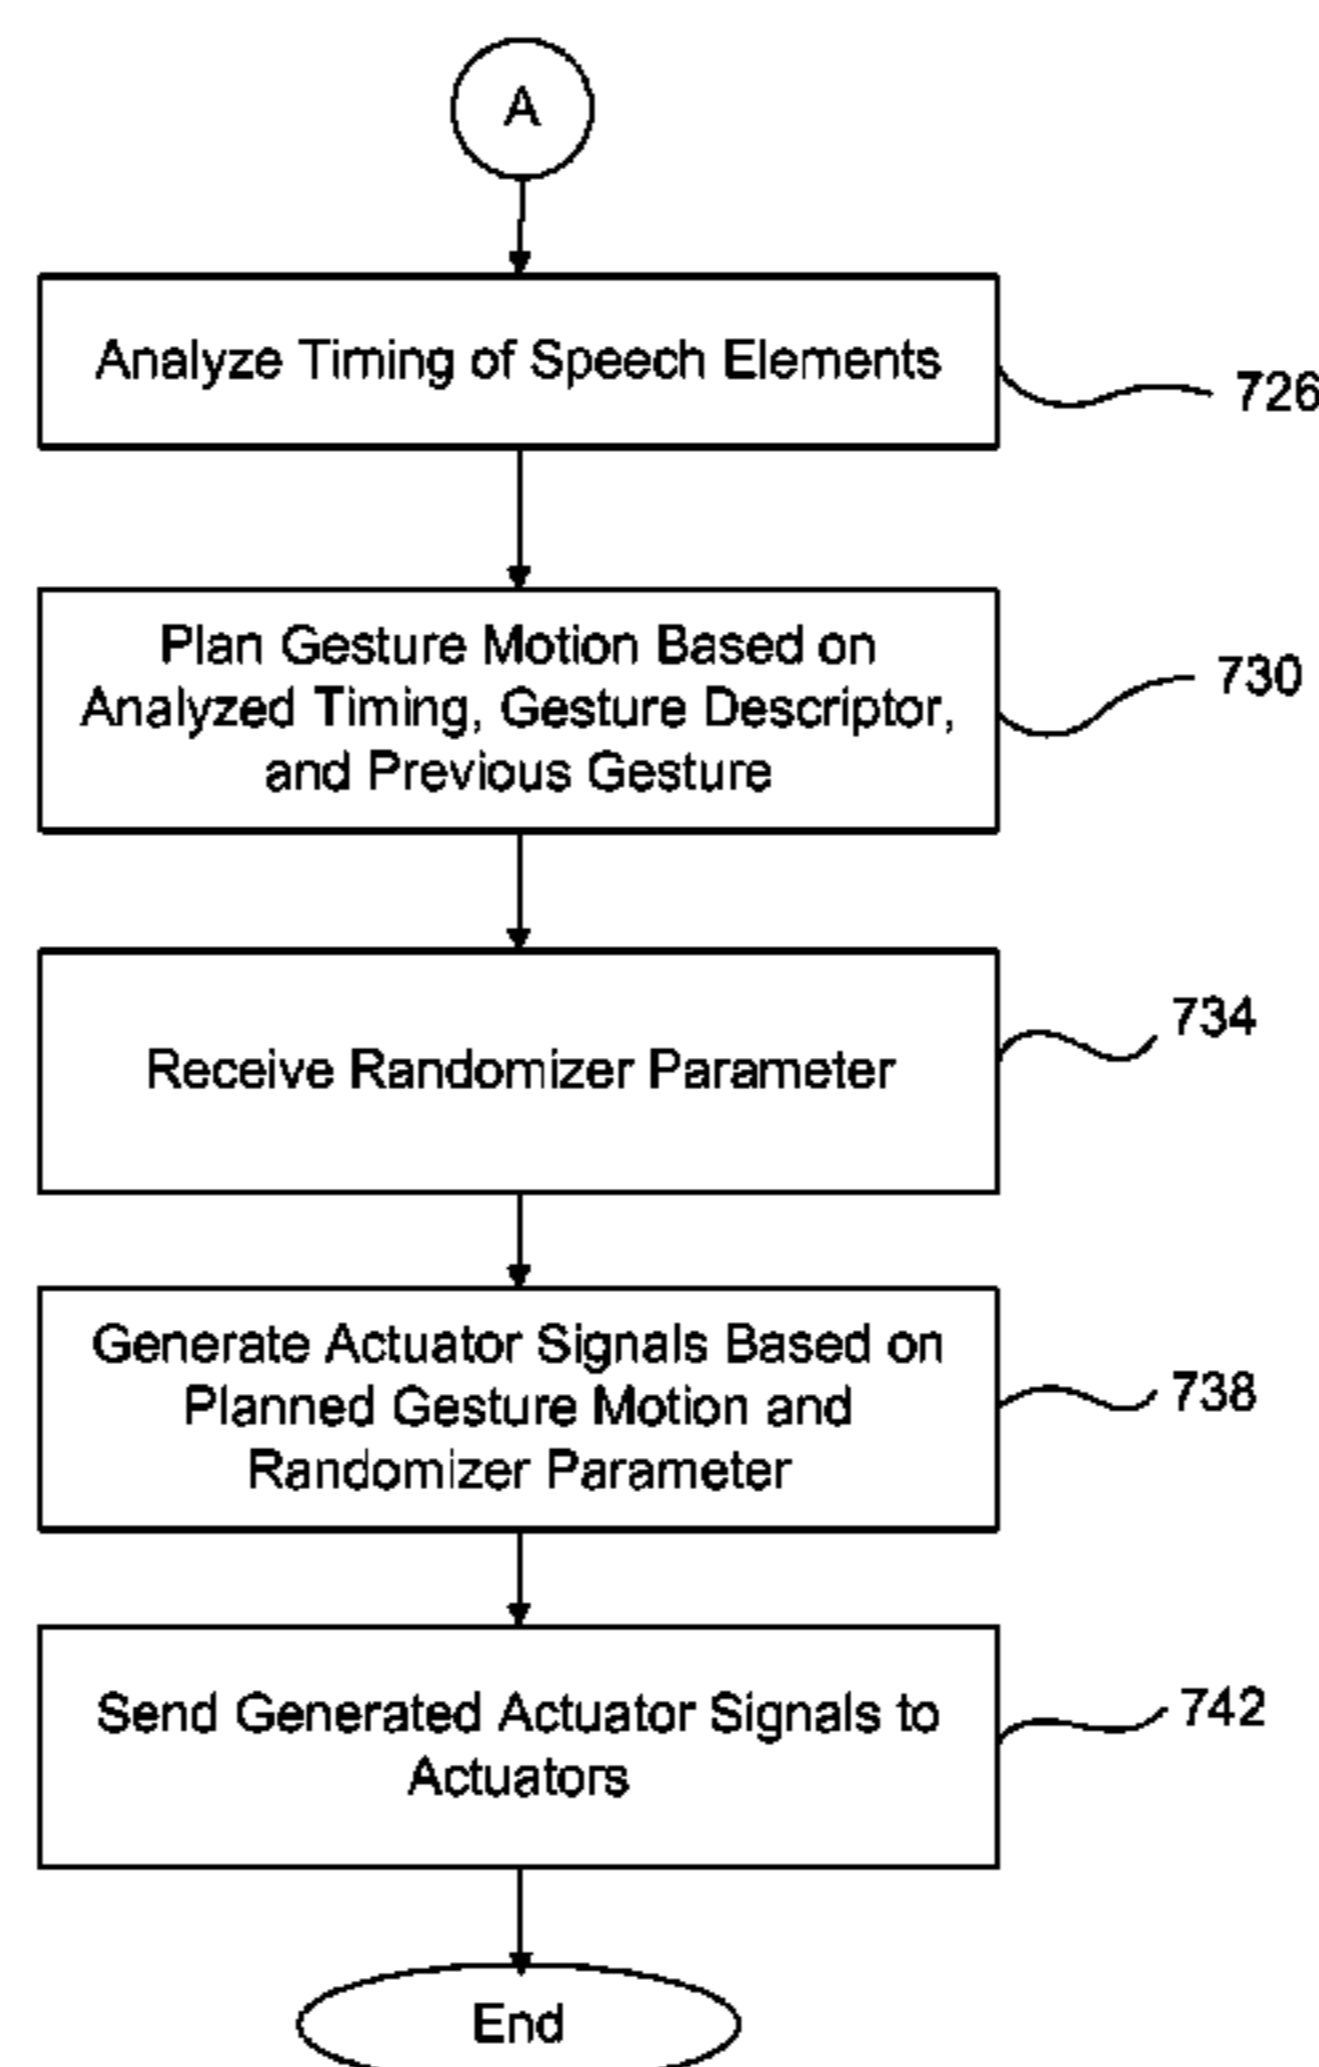 A
Analyze Timing of Speech Elements
726
Plan Gesture Motion Based on
Analyzed Timing, Gesture Descriptor,
and Previous Gesture
730
Receive Randomizer Parameter
734
Generate Actuator Signals Based on
Planned Gesture Motion and
Randomizer Parameter
738
Send Generated Actuator Signals to
Actuators
742
End